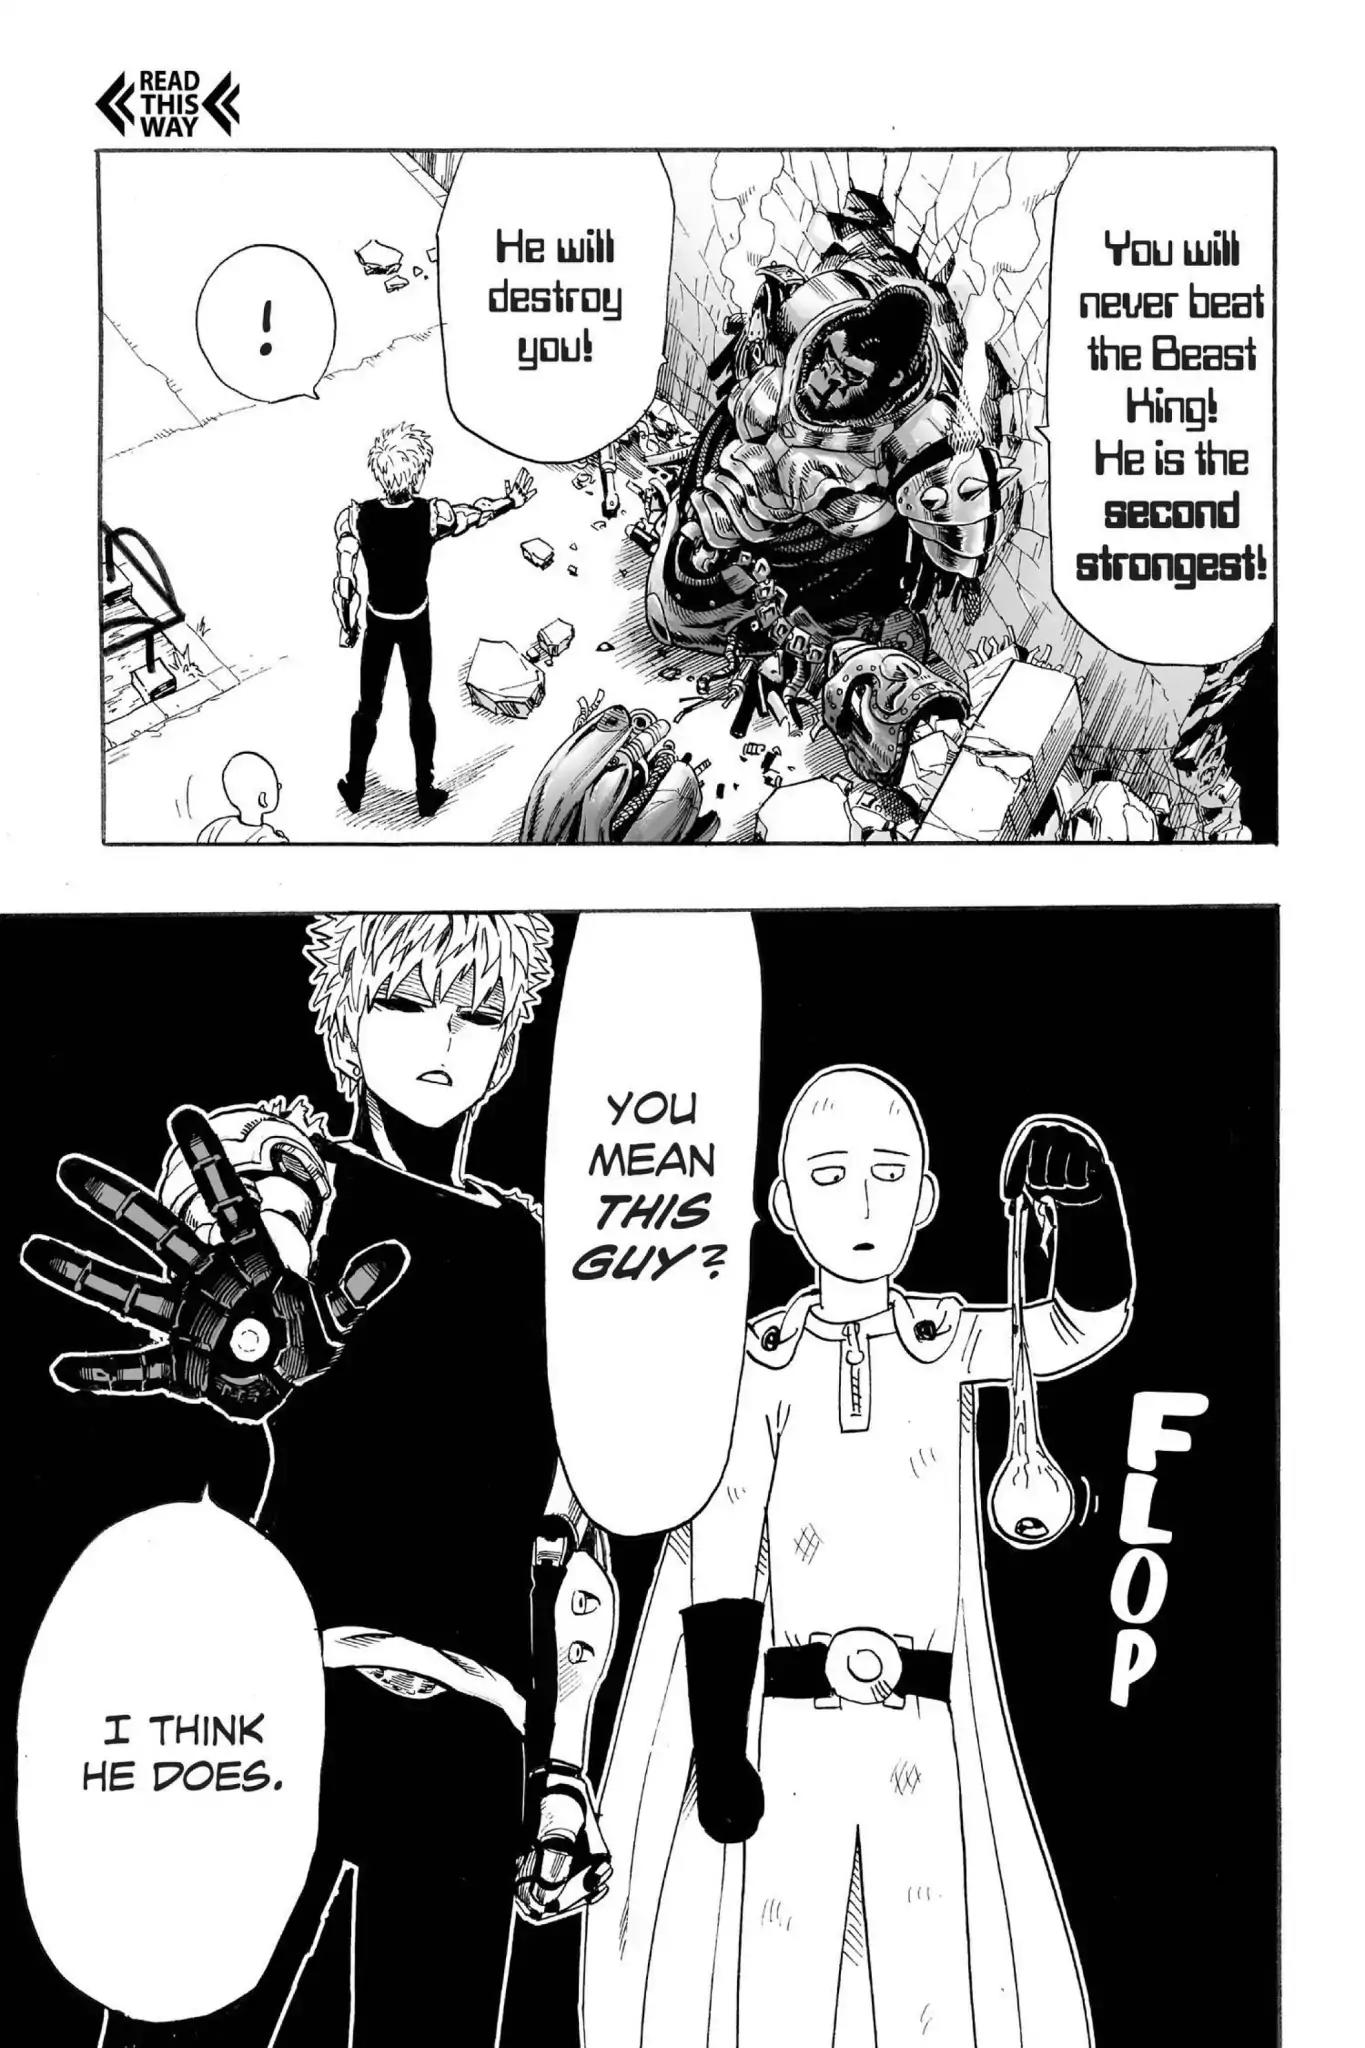 READ
THIS
WAY
You will
never beat
the Beast
King!
He is the
second
strongest!
He will
destroy
you!
!
YOU
MEAN
THIS
GUY?
FLOP
I THINK
HE DOES.